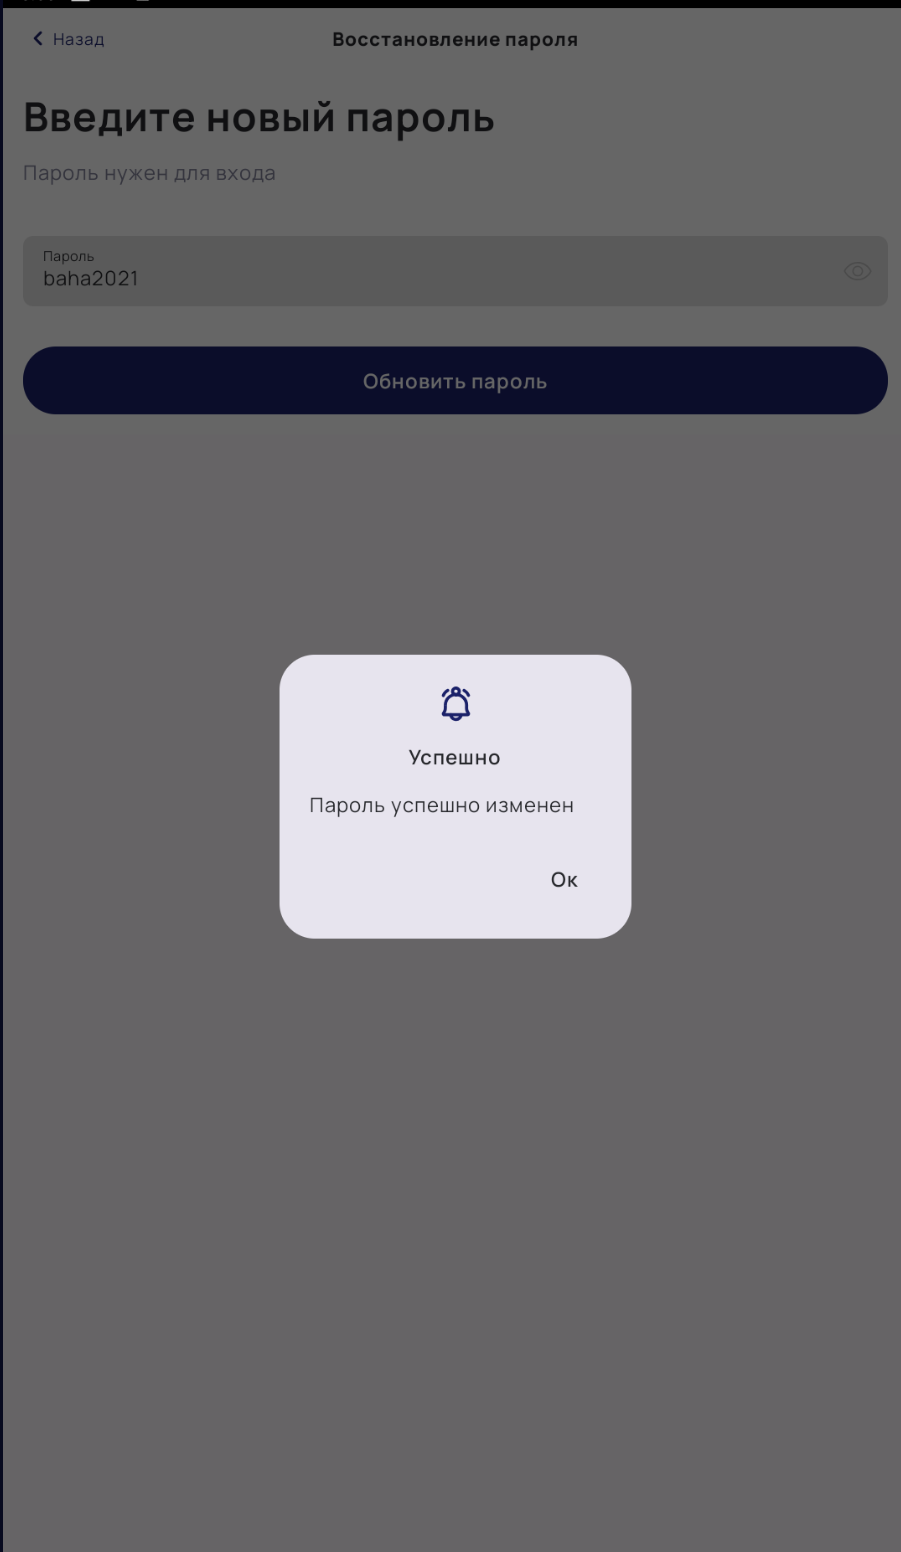 Назад
Восстановление пароля
Введите новый пароль
Пароль нужен для входа
Пароль
baha2021
Обновить пароль
Успешно
Пароль успешно изменен
Ок